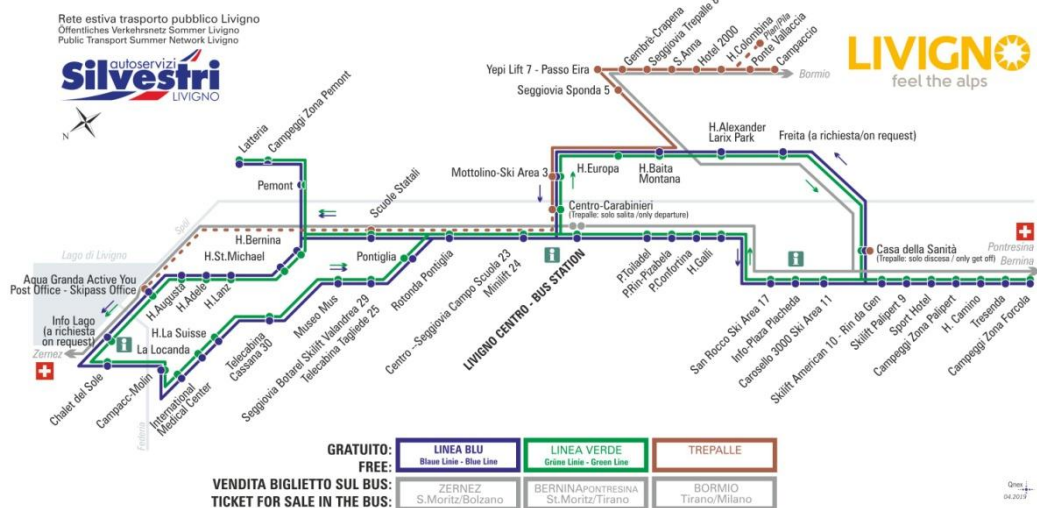 Rete estiva trasporto pubblico Livigno
Öffentliches Verkehrsnetz Sommer Livigno
Public Transport Summer Network Livigno
autoservizi
Silvestri
LIVIGNO
N
LIVIGNO
feel the alps
Gembrè-Crapena
Seggiovia Trepalle 8
S.Anna
Hotel 2000
H.Colombina
Plan/Pila
Ponte Vallaccia
Campaccio
Bormio
Yepi Lift 7 - Passo Eira
Seggiovia Sponda 5
Latteria
Campeggi Zona Pemont
Pemont
Scuole Statali
Mottolino-Ski Area 3
H.Europa
H.Baita
Montana
H.Alexander
Larix Park
Freita (a richiesta/on request)
Centro-Carabinieri
(Trepalle: solo salita /only departure)
Casa della Sanità
(Trepalle: solo discesa / only get off)
Pontresina
Bernina
Spöl
Lago di Livigno
H.Bernina
H.St.Michael
Aqua Granda Active You
Post Office - Skipass Office
H.Augusta
H.Adele
H.Lanz
Info Lago
(a richiesta
on request)
Zernez
H.La Suisse
La Locanda
Chalet del Sole
Campacc-Molin
Federia
International
Medical Center
Telecabina
Cassana 30
Museo Mus
Seggiovia Botarel Skilift Valandrea 29
Telecabina Tagliede 25
Pontiglia
Rotonda Pontiglia
Centro –Seggiovia Campo Scuola 23
Minilift 24
i
LIVIGNO CENTRO - BUS STATION
P.Toiladel
P.Rin-Pizabela
P.Confortina
H.Galli
i
San Rocco Ski Area 17
Info-Plaza Placheda
Carosello 3000 Ski Area 11
Skilift American 10 - Rin da Gen
Skilift Palipert 9
Sport Hotel
Campeggi Zona Palipert
H. Camino
Tresenda
Campeggi Zona Forcola
i
GRATUITO:
FREE:
LINEA BLU
Blaue Linie - Blue Line
LINEA VERDE
Grüne Linie - Green Line
TREPALLE
VENDITA BIGLIETTO SUL BUS:
TICKET FOR SALE IN THE BUS:
ZERNEZ
S.Moritz/Bolzano
BERNINA PONTRESINA
St.Moritz/Tirano
BORMIO
Tirano/Milano
Qnex
04.2019